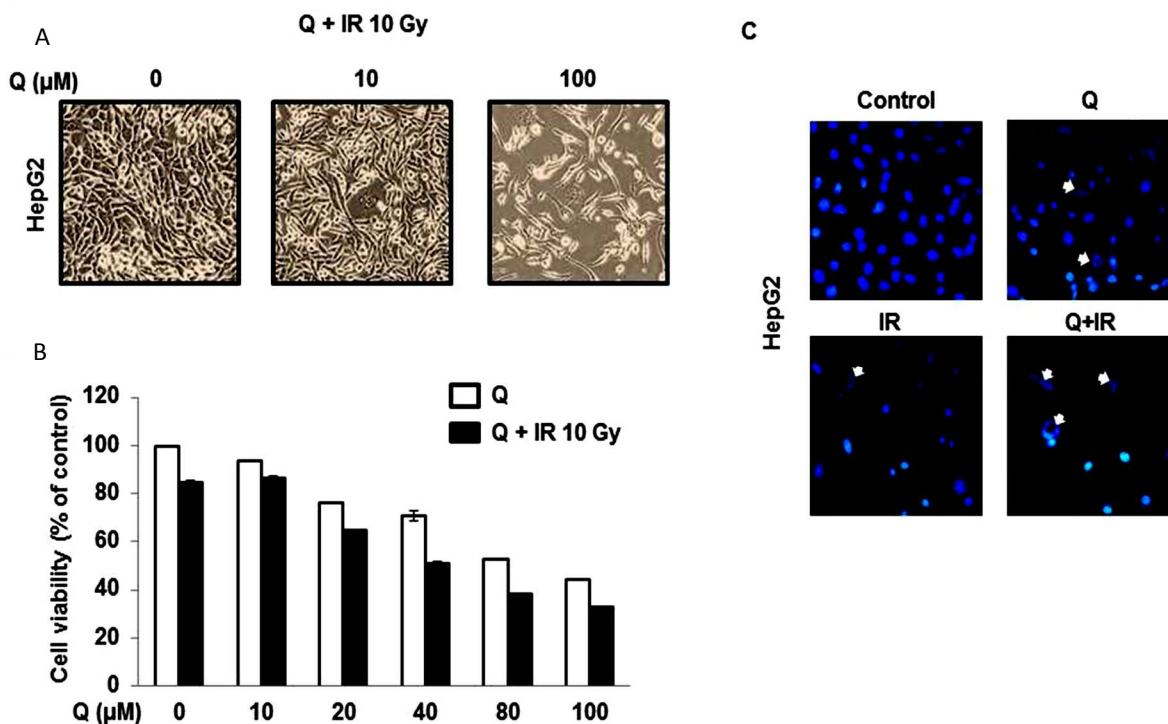 A
Q + IR 10 Gy
Q (µM) 0 10 100
HepG2
B
120
100
80
60
40
20
0
Cell viability (% of control)
Q
Q + IR 10 Gy
Q (µM) 0 10 20 40 80 100
C
Control Q
IR Q+IR
HepG2